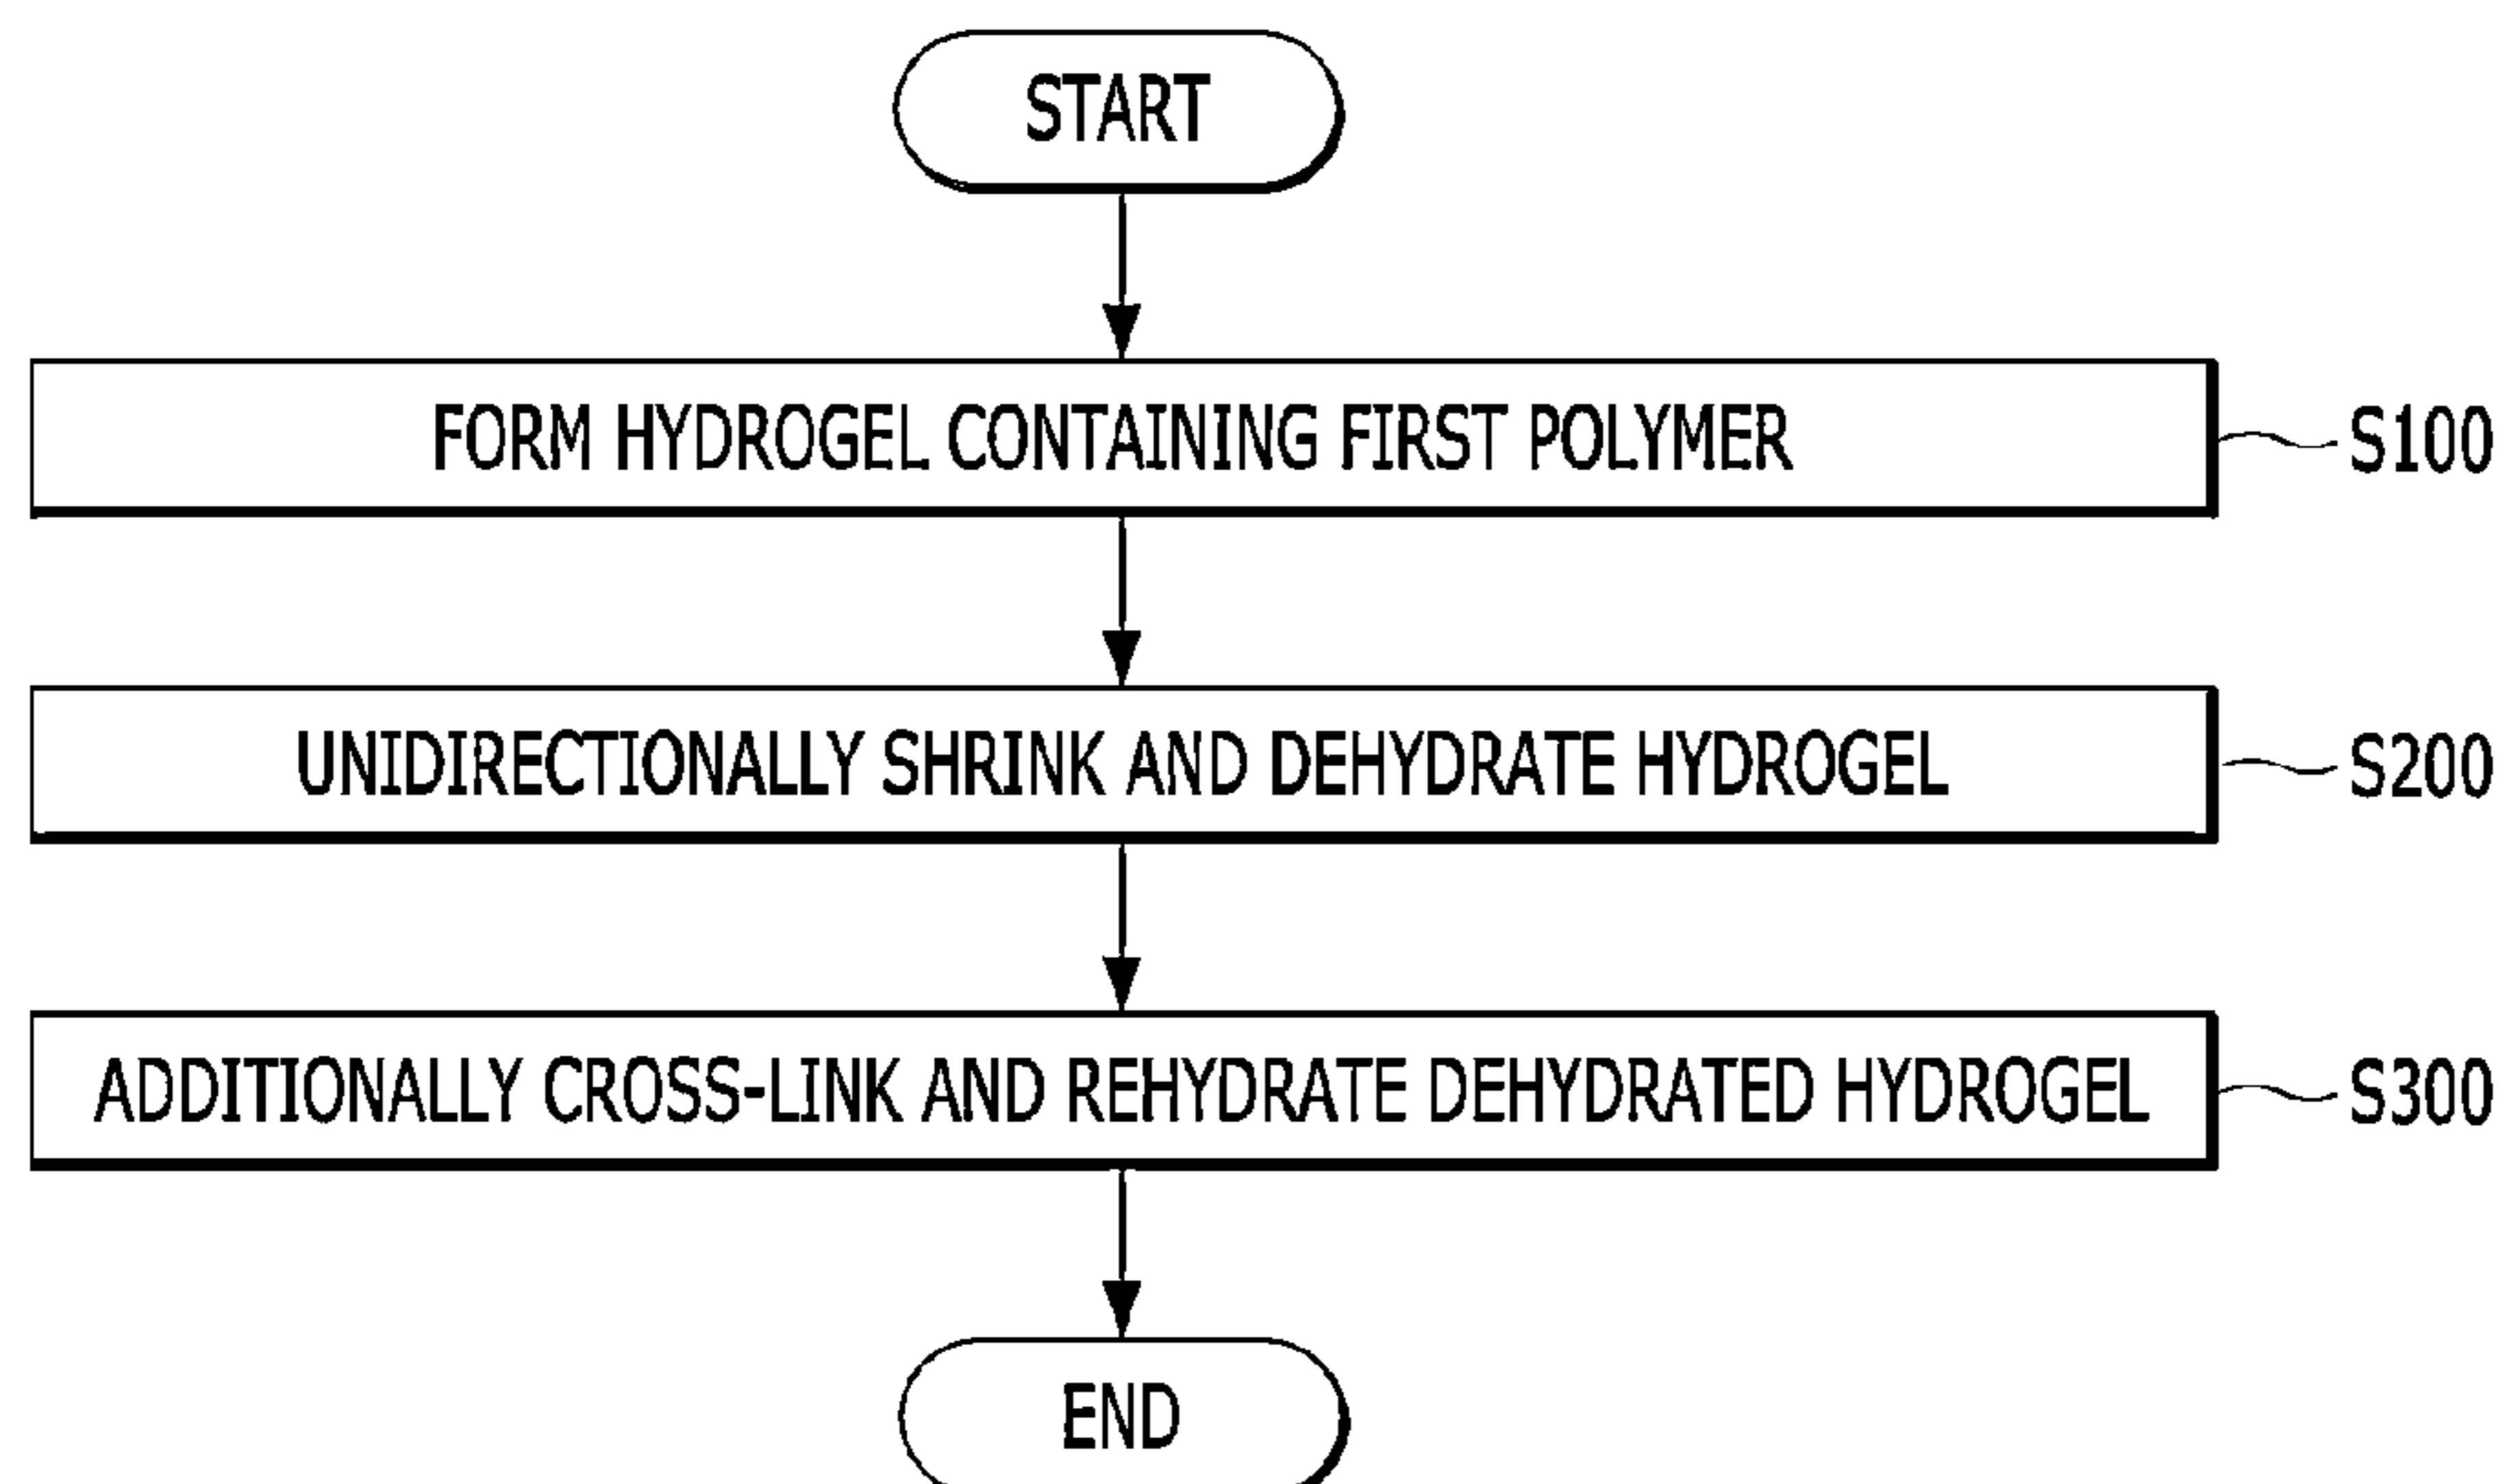 START
FORM HYDROGEL CONTAINING FIRST POLYMER
S100
UNIDIRECTIONALLY SHRINK AND DEHYDRATE HYDROGEL
S200
ADDITIONALLY CROSS-LINK AND REHYDRATE DEHYDRATED HYDROGEL
S300
END